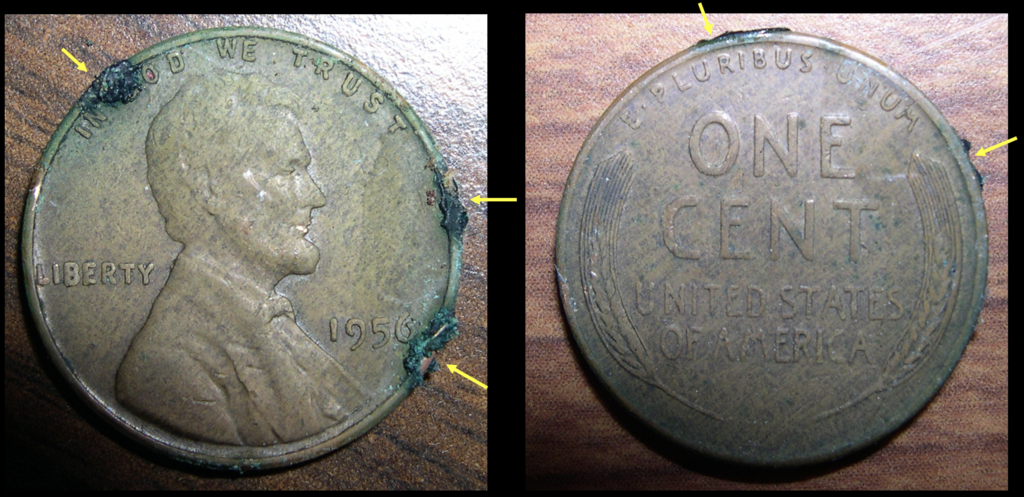 IN GOD WE TRUST
LIBERTY
1956
E·PLURIBUS·UNUM
ONE
CENT
UNITED STATES
OF AMERICA